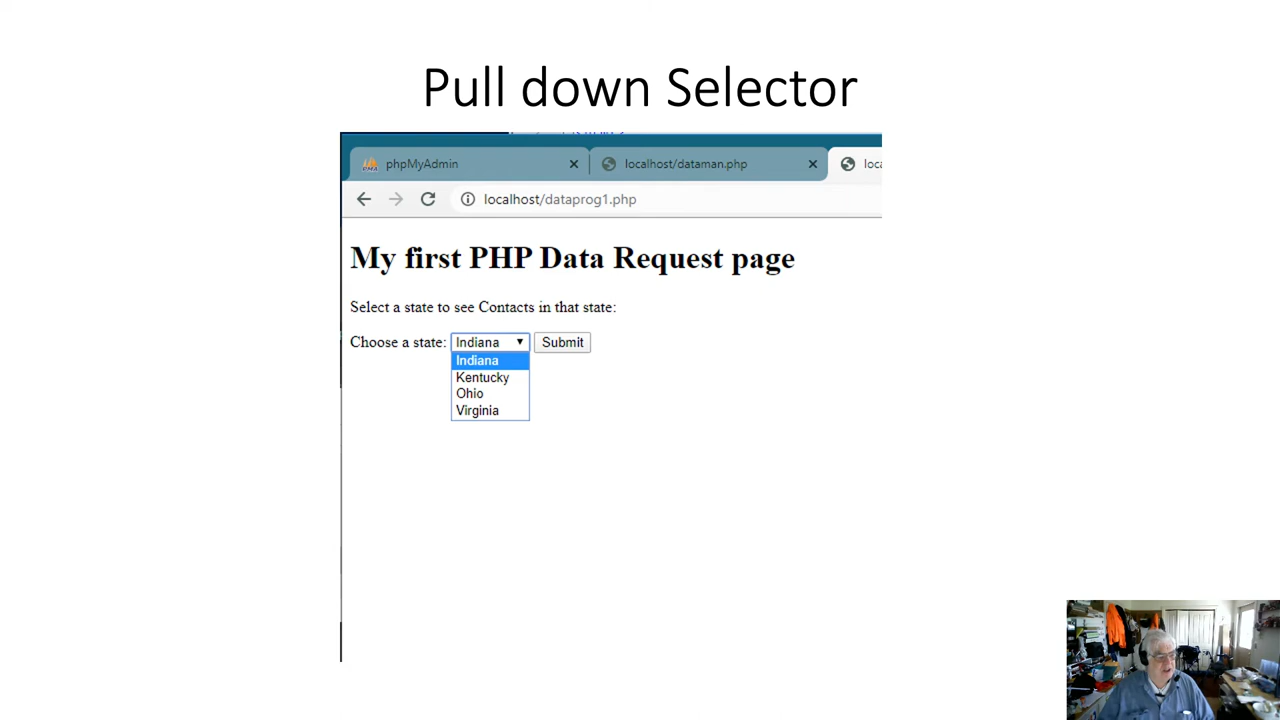 Pull down Selector
phpMyAdmin
localhost/dataman.php
loca
localhost/dataprog1.php
My first PHP Data Request page
Select a state to see Contacts in that state:
Choose a state: Indiana Submit
Indiana
Kentucky
Ohio
Virginia